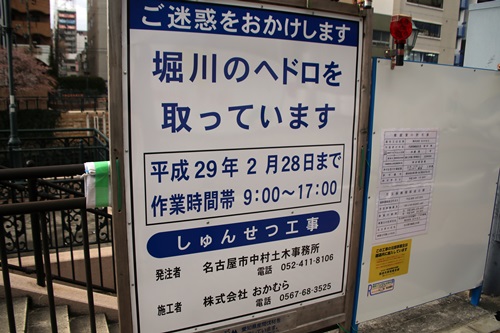 ご迷惑をおかけします
堀川のヘドロを
取っています
平成29年2月28日まで
作業時間帯 9:00〜17:00
しゅんせつ工事
発注者 名古屋市中村土木事務所
電話 052-411-8106
施工者 株式会社 おかむら
電話 0567-68-3525